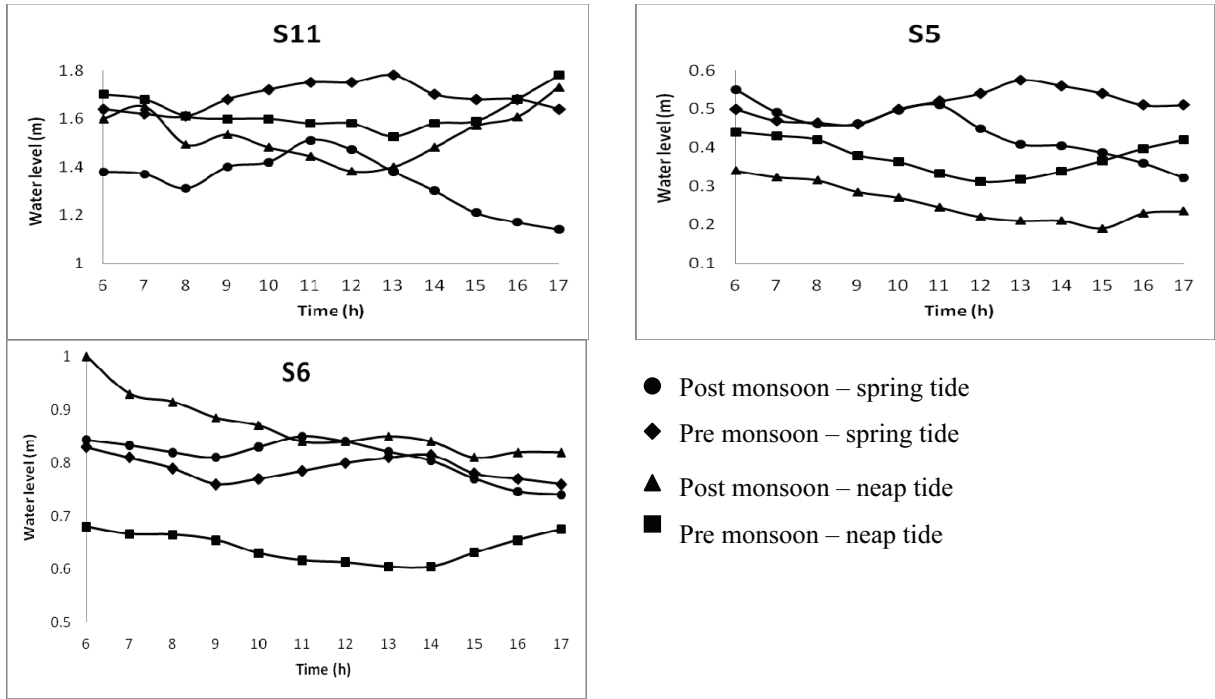 S11
1.8
1.6
1.4
1.2
1
Water level (m)
6 7 8 9 10 11 12 13 14 15 16 17
Time (h)
S5
0.6
0.5
0.4
0.3
0.2
0.1
Water level (m)
6 7 8 9 10 11 12 13 14 15 16 17
Time (h)
S6
1
0.9
0.8
0.7
0.6
0.5
Water level (m)
6 7 8 9 10 11 12 13 14 15 16 17
Time (h)
Post monsoon – spring tide
Pre monsoon – spring tide
Post monsoon – neap tide
Pre monsoon – neap tide